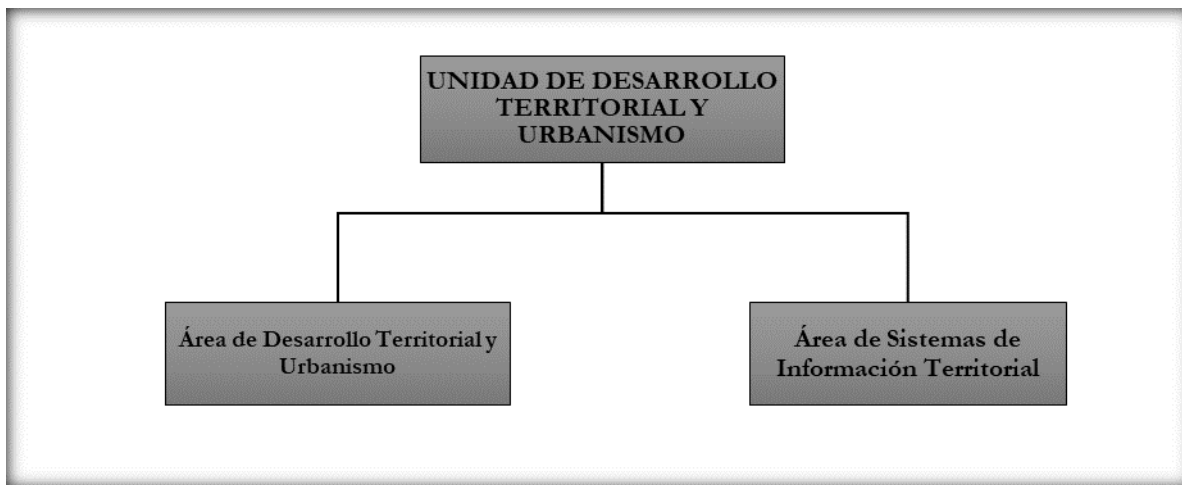 UNIDAD DE DESARROLLO
TERRITORIAL Y
URBANISMO
Área de Desarrollo Territorial y
Urbanismo
Área de Sistemas de
Información Territorial